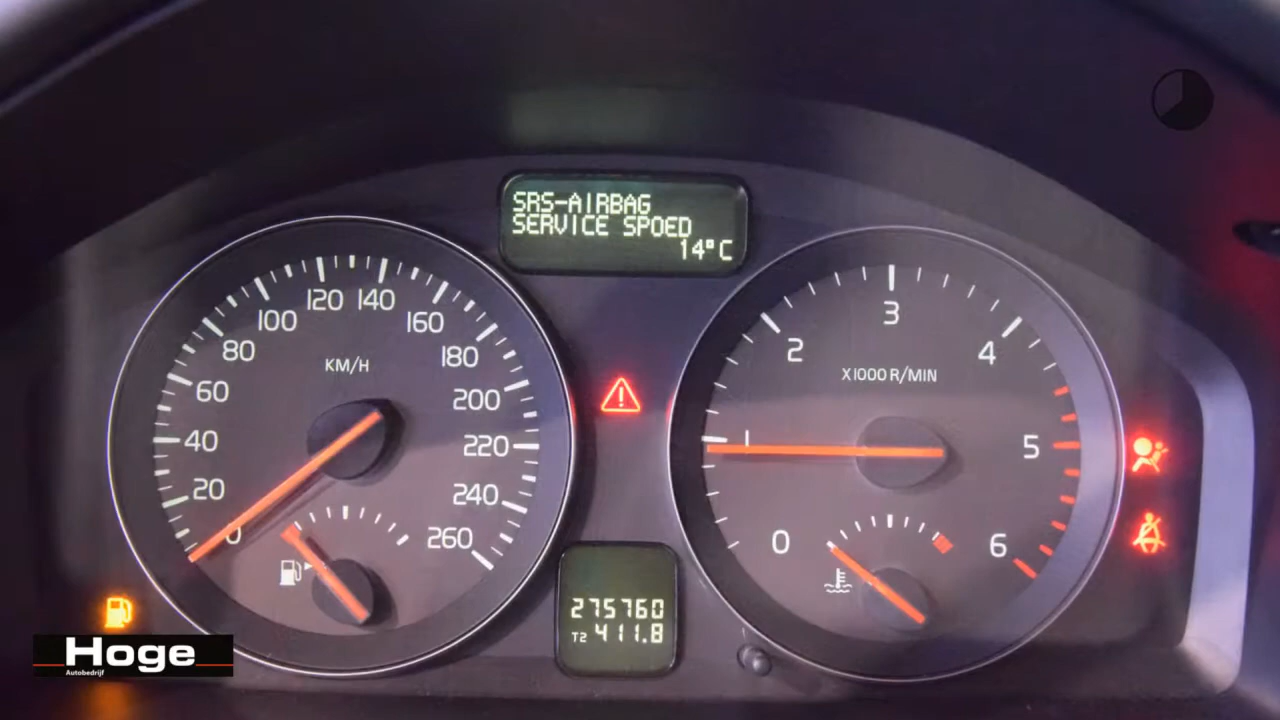 SRS-AIRBAG
SERVICE SPOED
14°C
0
20
40
60
80
100
120
140
160
180
200
220
240
260
KM/H
0
1
2
3
4
5
6
X1000 R/MIN
275760
T2 411.8
Hoge
Autobedrijf